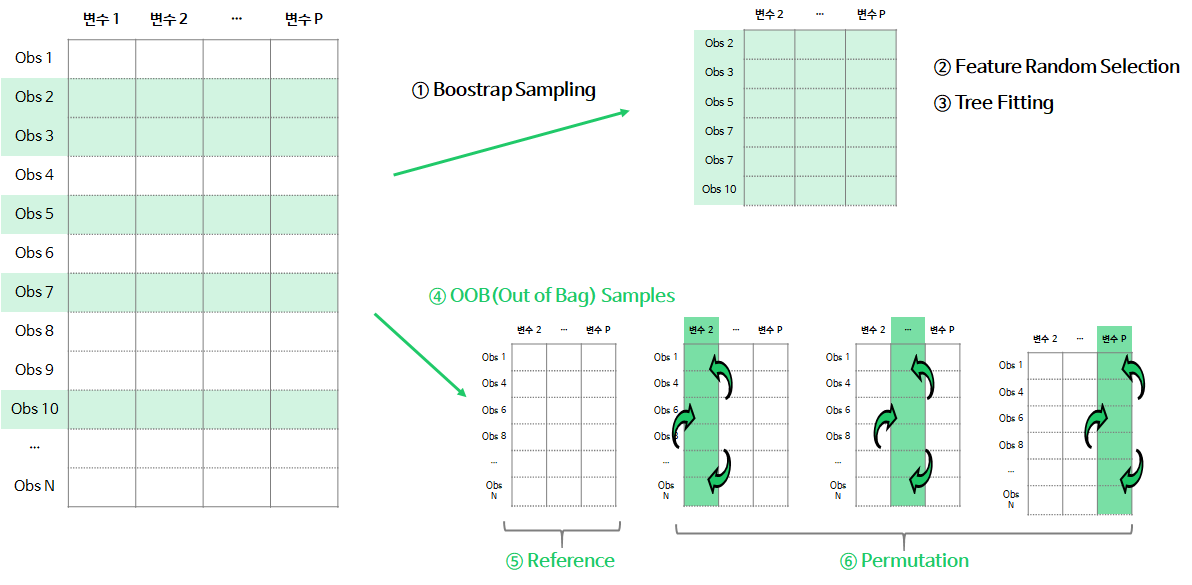 변수 1 변수 2 ··· 변수 P
Obs 1
Obs 2
Obs 3
Obs 4
Obs 5
Obs 6
Obs 7
Obs 8
Obs 9
Obs 10
···
Obs N
① Boostrap Sampling
변수 2 ··· 변수 P
Obs 2
Obs 3
Obs 5
Obs 7
Obs 7
Obs 10
② Feature Random Selection
③ Tree Fitting
④ OOB(Out of Bag) Samples
변수 2 ··· 변수 P
Obs 1
Obs 4
Obs 6
Obs 8
···
Obs
N
⑤ Reference
변수 2 ··· 변수 P
Obs 1
Obs 4
Obs 6
Obs 8
···
Obs
N
변수 2 ··· 변수 P
Obs 1
Obs 4
Obs 6
Obs 8
···
Obs
N
변수 2 ··· 변수 P
Obs 1
Obs 4
Obs 6
Obs 8
···
Obs
N
⑥ Permutation